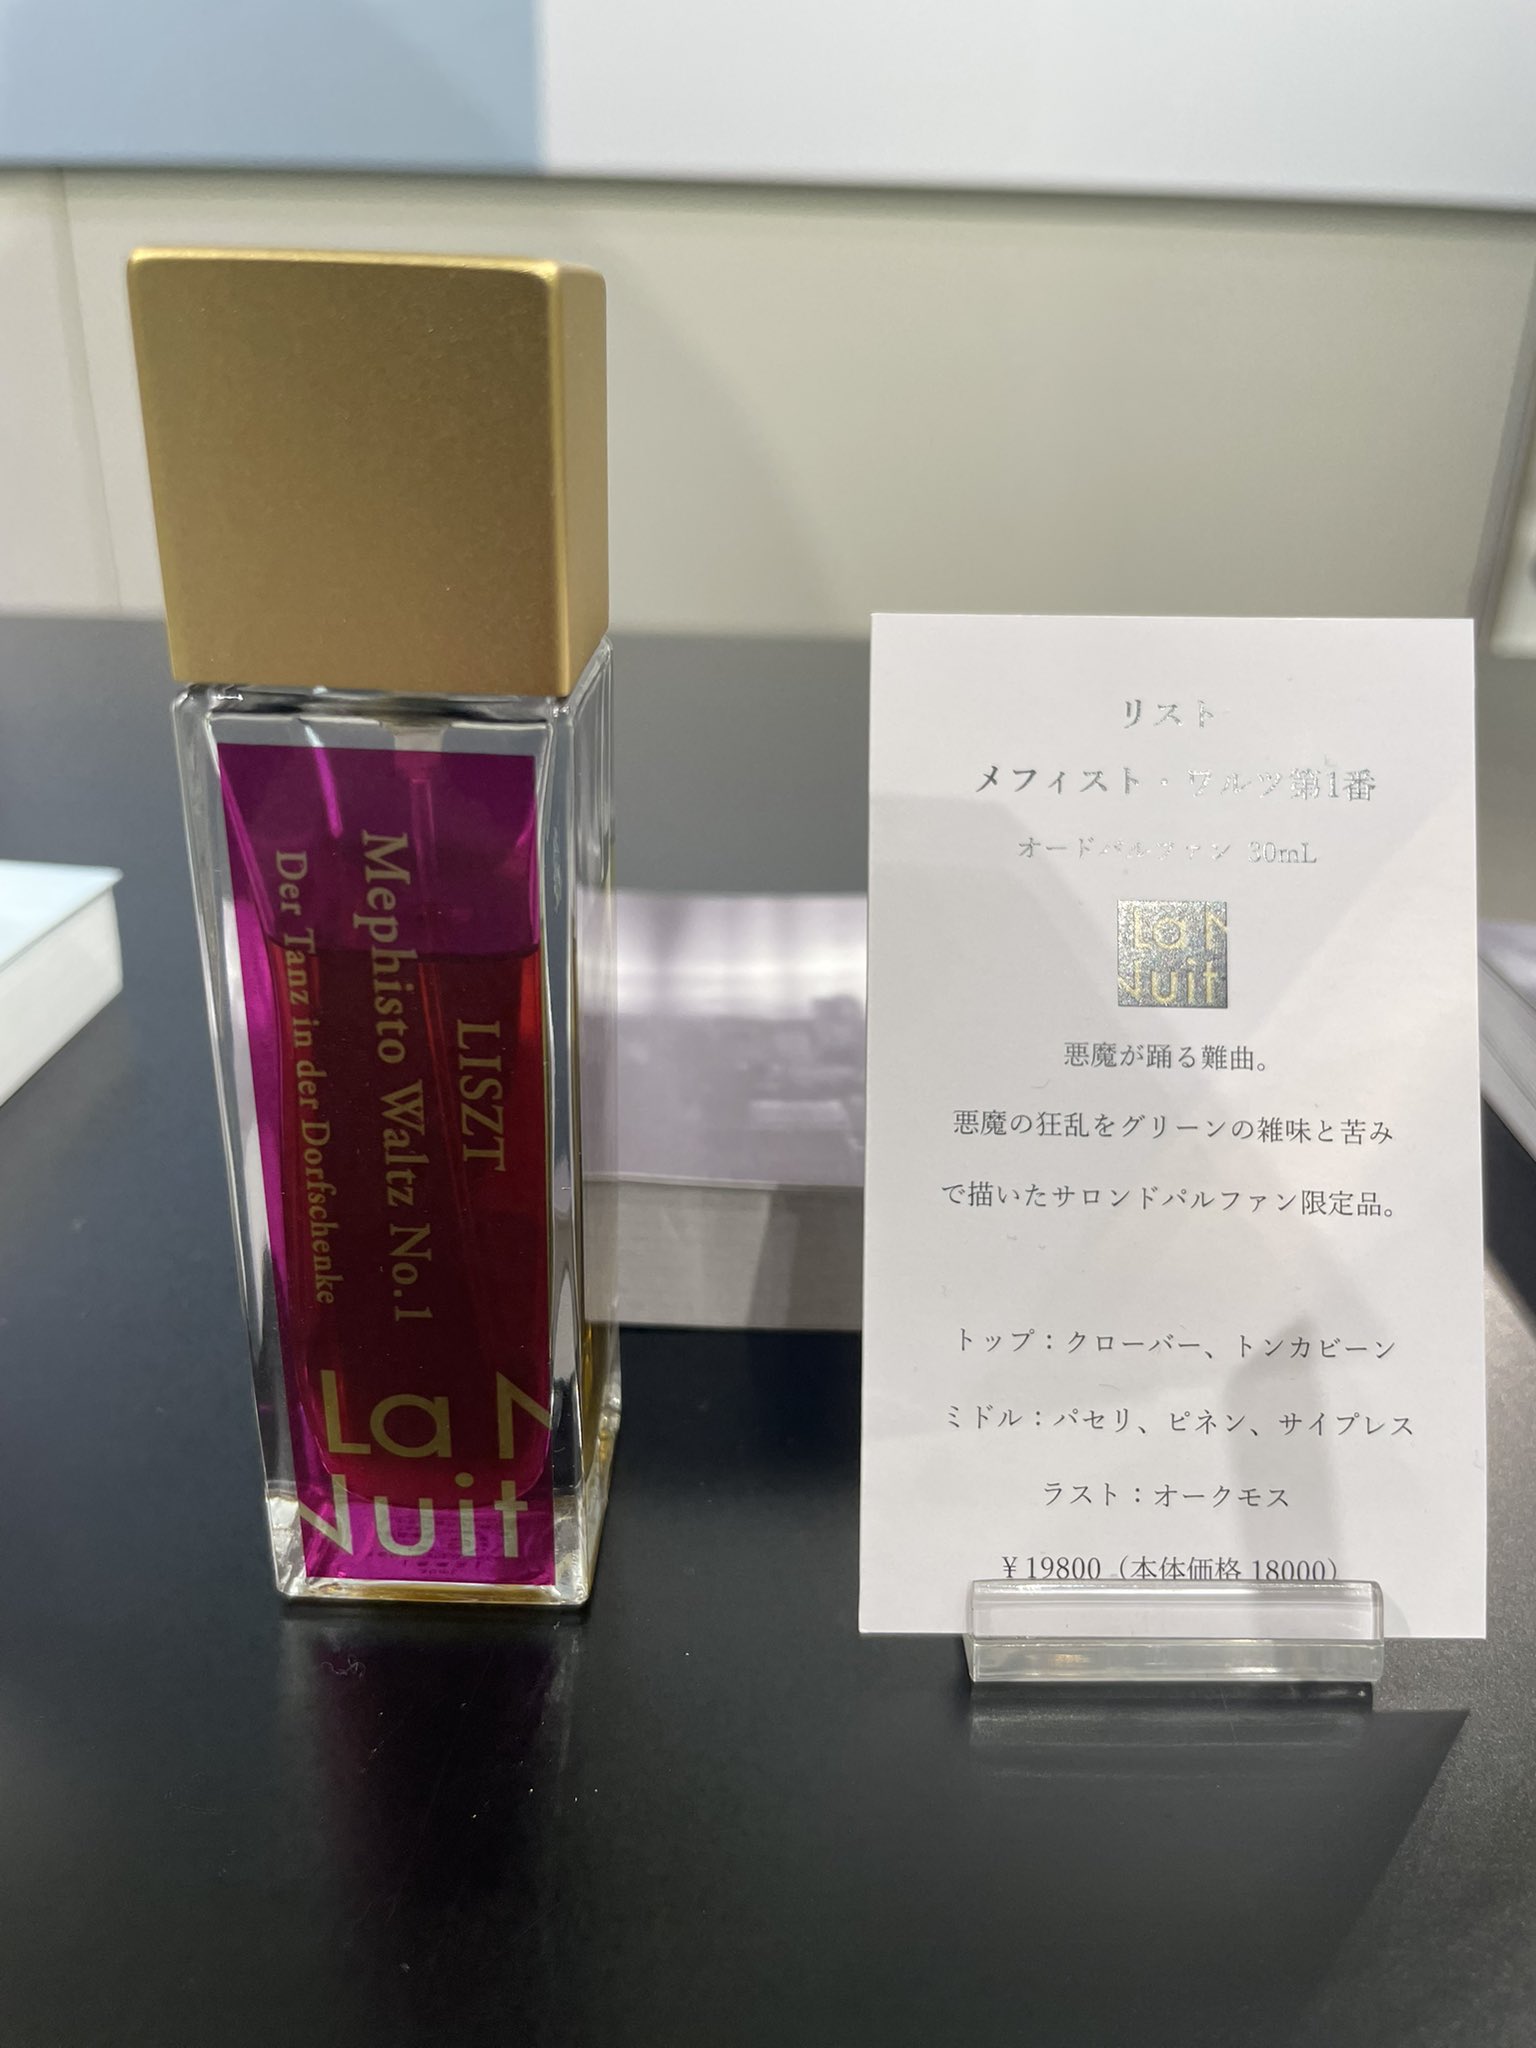 LISZT
Mephisto Waltz No.1
Der Tanz in der Dorfschenke
La N
Nuit
リスト
メフィスト・ワルツ第1番
オードパルファン 30mL
La N
Nuit
悪魔が踊る難曲。
悪魔の狂乱をグリーンの雑味と苦み
で描いたサロンドパルファン限定品。
トップ：クローバー、トンカビーン
ミドル：パセリ、ピネン、サイプレス
ラスト：オークモス
¥19800（本体価格 18000）